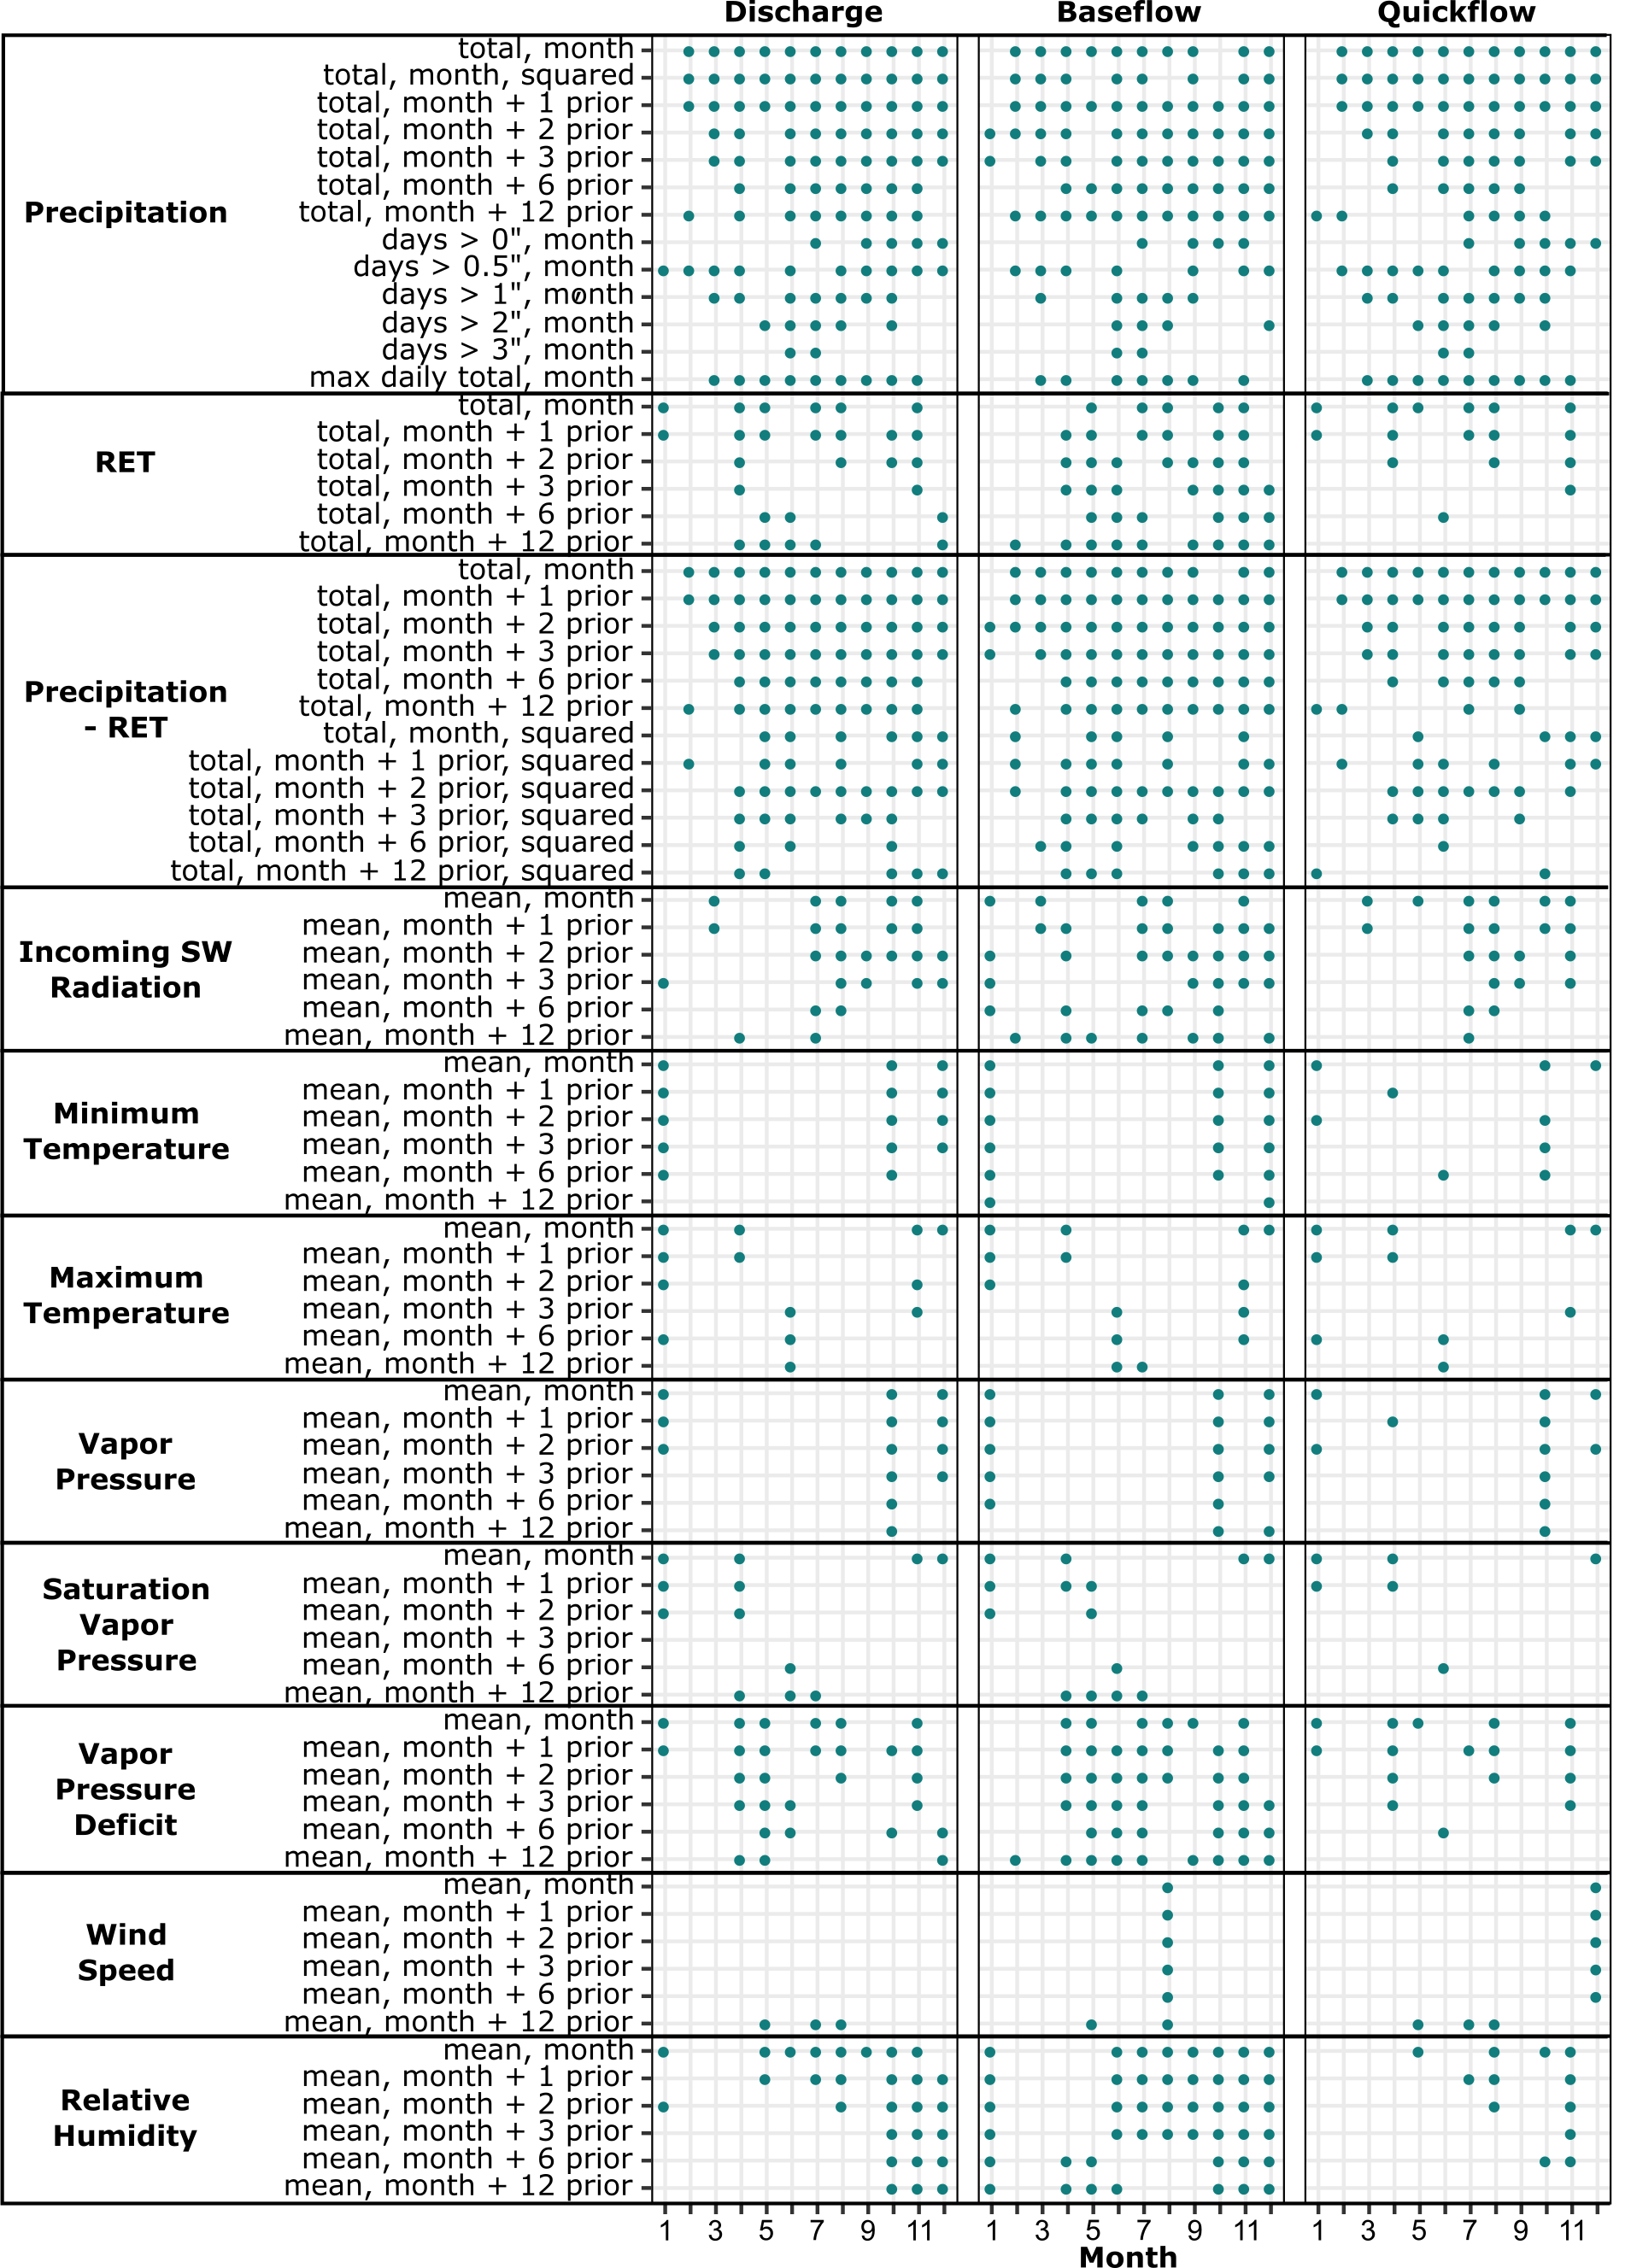 Discharge Baseflow Quickflow
Precipitation
total, month
total, month, squared
total, month + 1 prior
total, month + 2 prior
total, month + 3 prior
total, month + 6 prior
total, month + 12 prior
days > 0", month
days > 0.5", month
days > 1", month
days > 2", month
days > 3", month
max daily total, month
RET
total, month
total, month + 1 prior
total, month + 2 prior
total, month + 3 prior
total, month + 6 prior
total, month + 12 prior
Precipitation
- RET
total, month
total, month + 1 prior
total, month + 2 prior
total, month + 3 prior
total, month + 6 prior
total, month + 12 prior
total, month, squared
total, month + 1 prior, squared
total, month + 2 prior, squared
total, month + 3 prior, squared
total, month + 6 prior, squared
total, month + 12 prior, squared
Incoming SW
Radiation
mean, month
mean, month + 1 prior
mean, month + 2 prior
mean, month + 3 prior
mean, month + 6 prior
mean, month + 12 prior
Minimum
Temperature
mean, month
mean, month + 1 prior
mean, month + 2 prior
mean, month + 3 prior
mean, month + 6 prior
mean, month + 12 prior
Maximum
Temperature
mean, month
mean, month + 1 prior
mean, month + 2 prior
mean, month + 3 prior
mean, month + 6 prior
mean, month + 12 prior
Vapor
Pressure
mean, month
mean, month + 1 prior
mean, month + 2 prior
mean, month + 3 prior
mean, month + 6 prior
mean, month + 12 prior
Saturation
Vapor
Pressure
mean, month
mean, month + 1 prior
mean, month + 2 prior
mean, month + 3 prior
mean, month + 6 prior
mean, month + 12 prior
Vapor
Pressure
Deficit
mean, month
mean, month + 1 prior
mean, month + 2 prior
mean, month + 3 prior
mean, month + 6 prior
mean, month + 12 prior
Wind
Speed
mean, month
mean, month + 1 prior
mean, month + 2 prior
mean, month + 3 prior
mean, month + 6 prior
mean, month + 12 prior
Relative
Humidity
mean, month
mean, month + 1 prior
mean, month + 2 prior
mean, month + 3 prior
mean, month + 6 prior
mean, month + 12 prior
1 3 5 7 9 11 1 3 5 7 9 11 1 3 5 7 9 11
Month